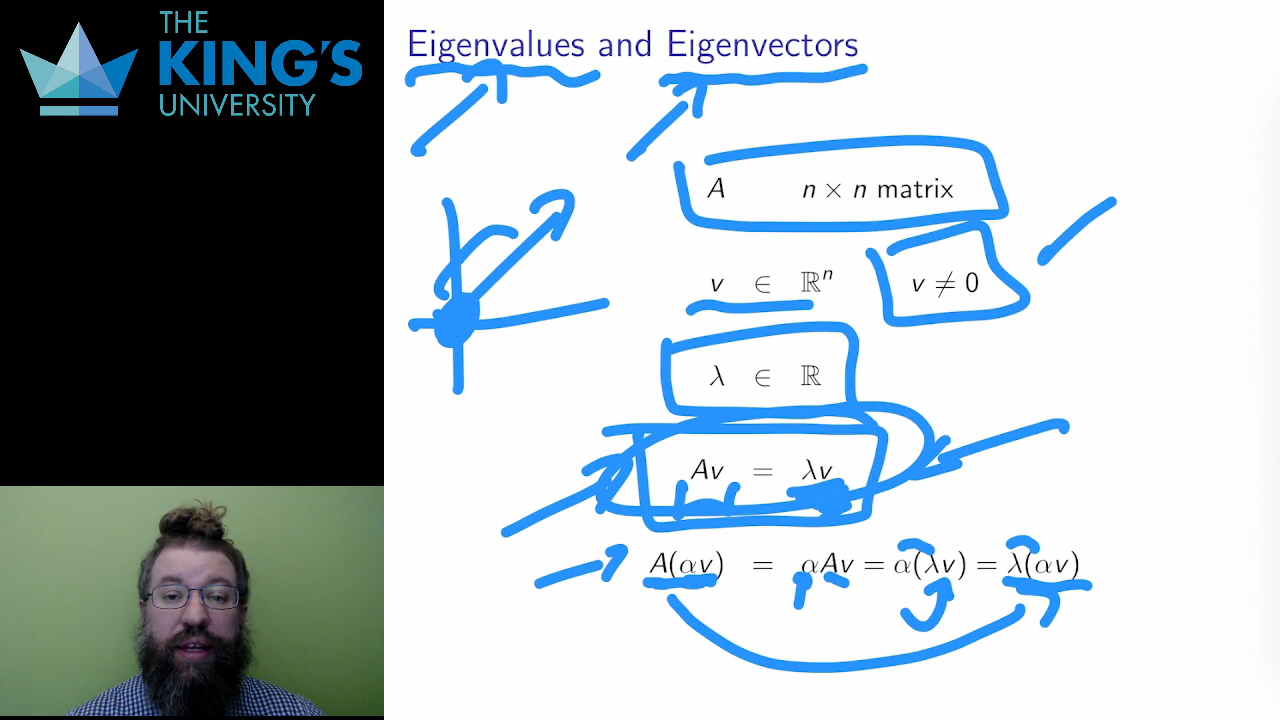 THE
KING'S
UNIVERSITY
Eigenvalues and Eigenvectors
A n × n matrix
v ∈ ℝⁿ v ≠ 0
λ ∈ ℝ
Av = λv
A(αv) = αAv = α(λv) = λ(αv)